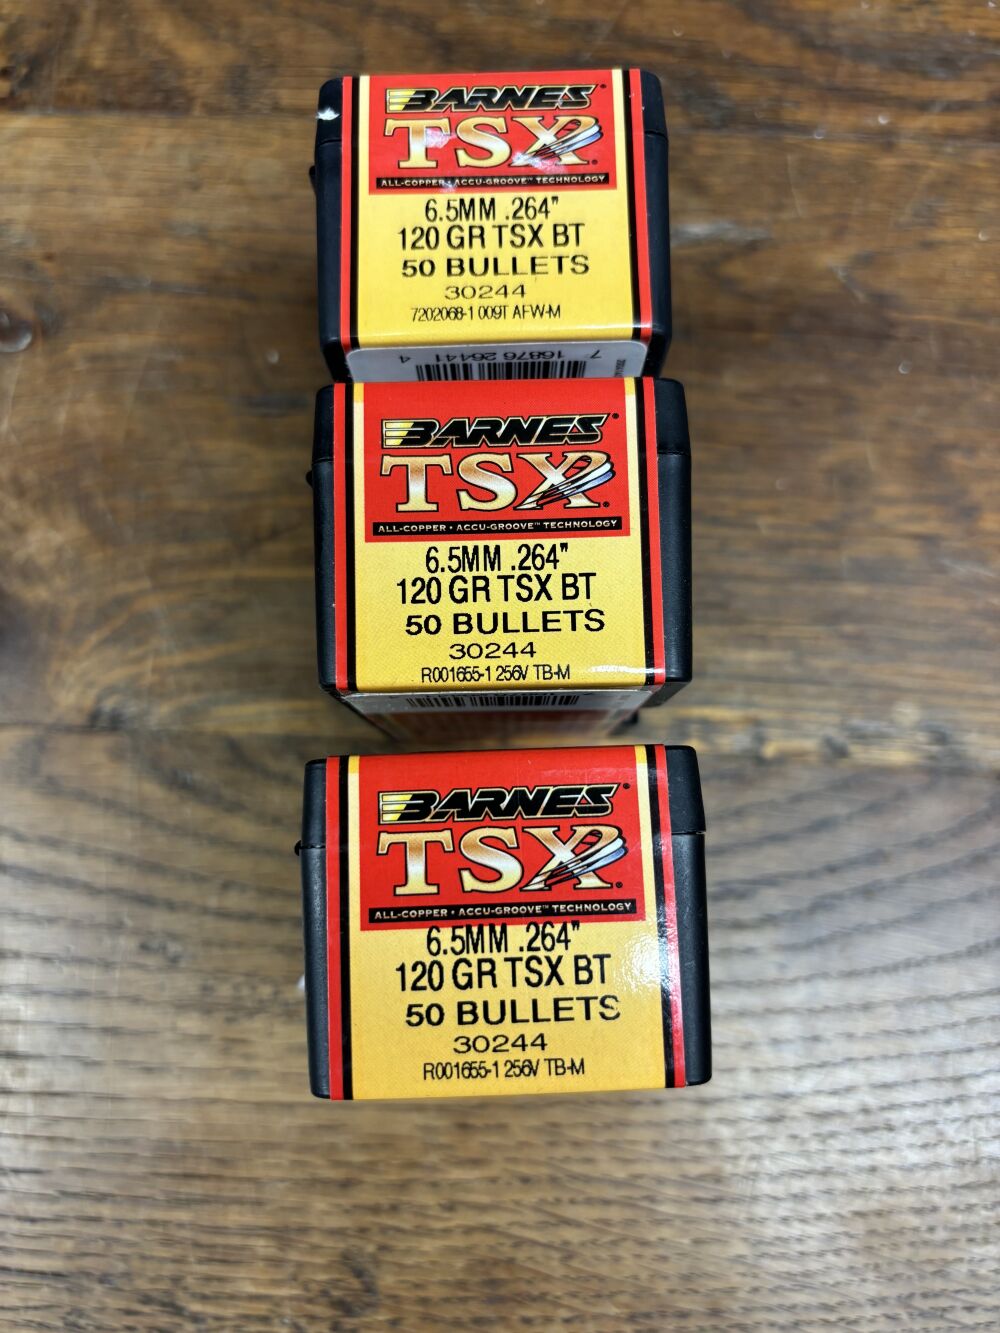 BARNES
TSX
ALL-COPPER • ACCU-GROOVE™ TECHNOLOGY
6.5MM .264"
120 GR TSX BT
50 BULLETS
30244
7202068-1 009T AFW-M
7 16876 26441 4
BARNES
TSX
ALL-COPPER • ACCU-GROOVE™ TECHNOLOGY
6.5MM .264"
120 GR TSX BT
50 BULLETS
30244
R001655-1 256V TB-M
BARNES
TSX
ALL-COPPER • ACCU-GROOVE™ TECHNOLOGY
6.5MM .264"
120 GR TSX BT
50 BULLETS
30244
R001655-1 256V TB-M